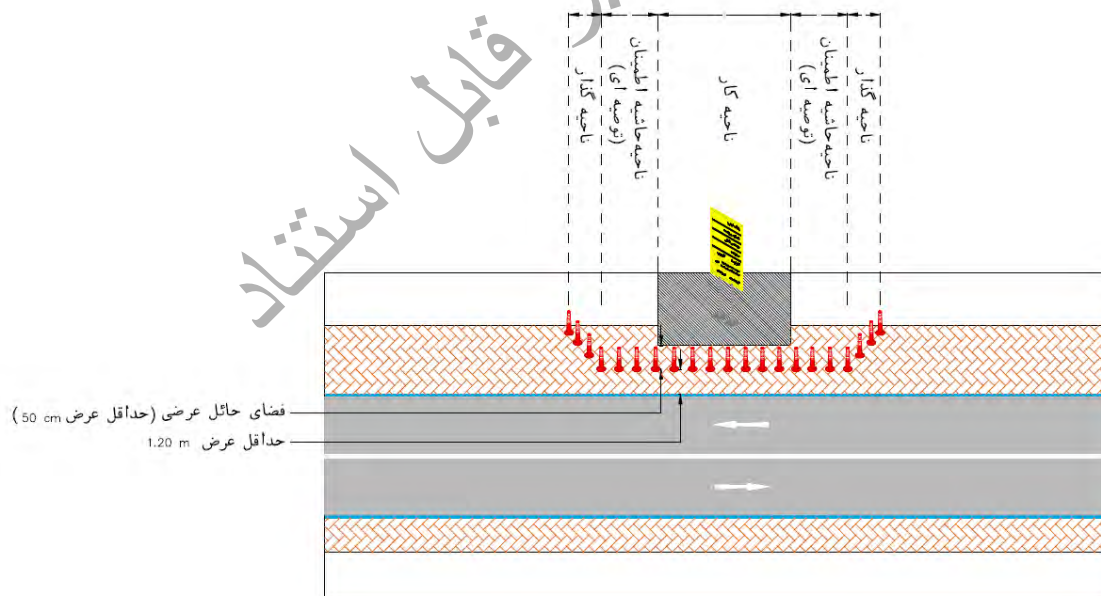 قابل استناد
ناحیه گذار
ناحیه حاشیه اطمینان
(توصیه ای)
ناحیه کار
ناحیه حاشیه اطمینان
(توصیه ای)
ناحیه گذار
فضای حائل عرضی (حداقل عرض 50 cm)
حداقل عرض 1.20 m